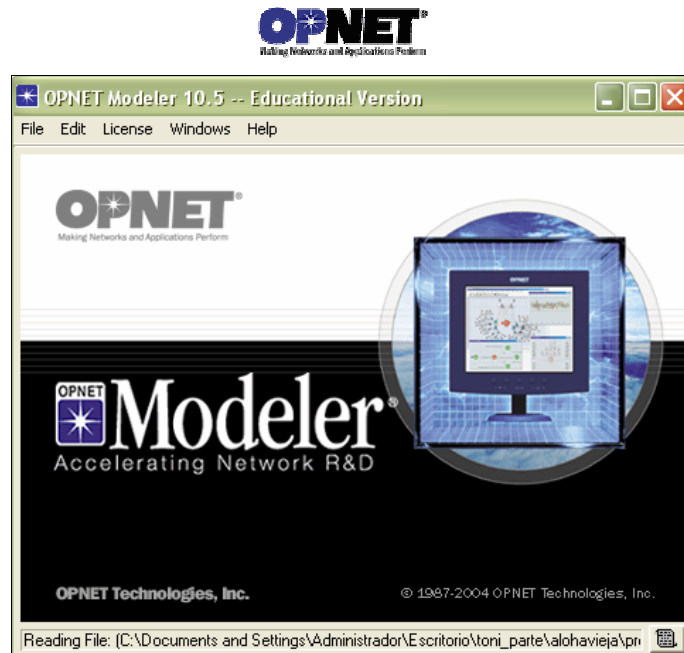 OPNET®
Making Networks and Applications Perform
OPNET Modeler 10.5 -- Educational Version
File Edit License Windows Help
OPNET®
Making Networks and Applications Perform
OPNET
Modeler®
Accelerating Network R&D
OPNET Technologies, Inc.
© 1987-2004 OPNET Technologies, Inc.
Reading File: (C:\Documents and Settings\Administrador\Escritorio\toni_parte\alohavieja\pr